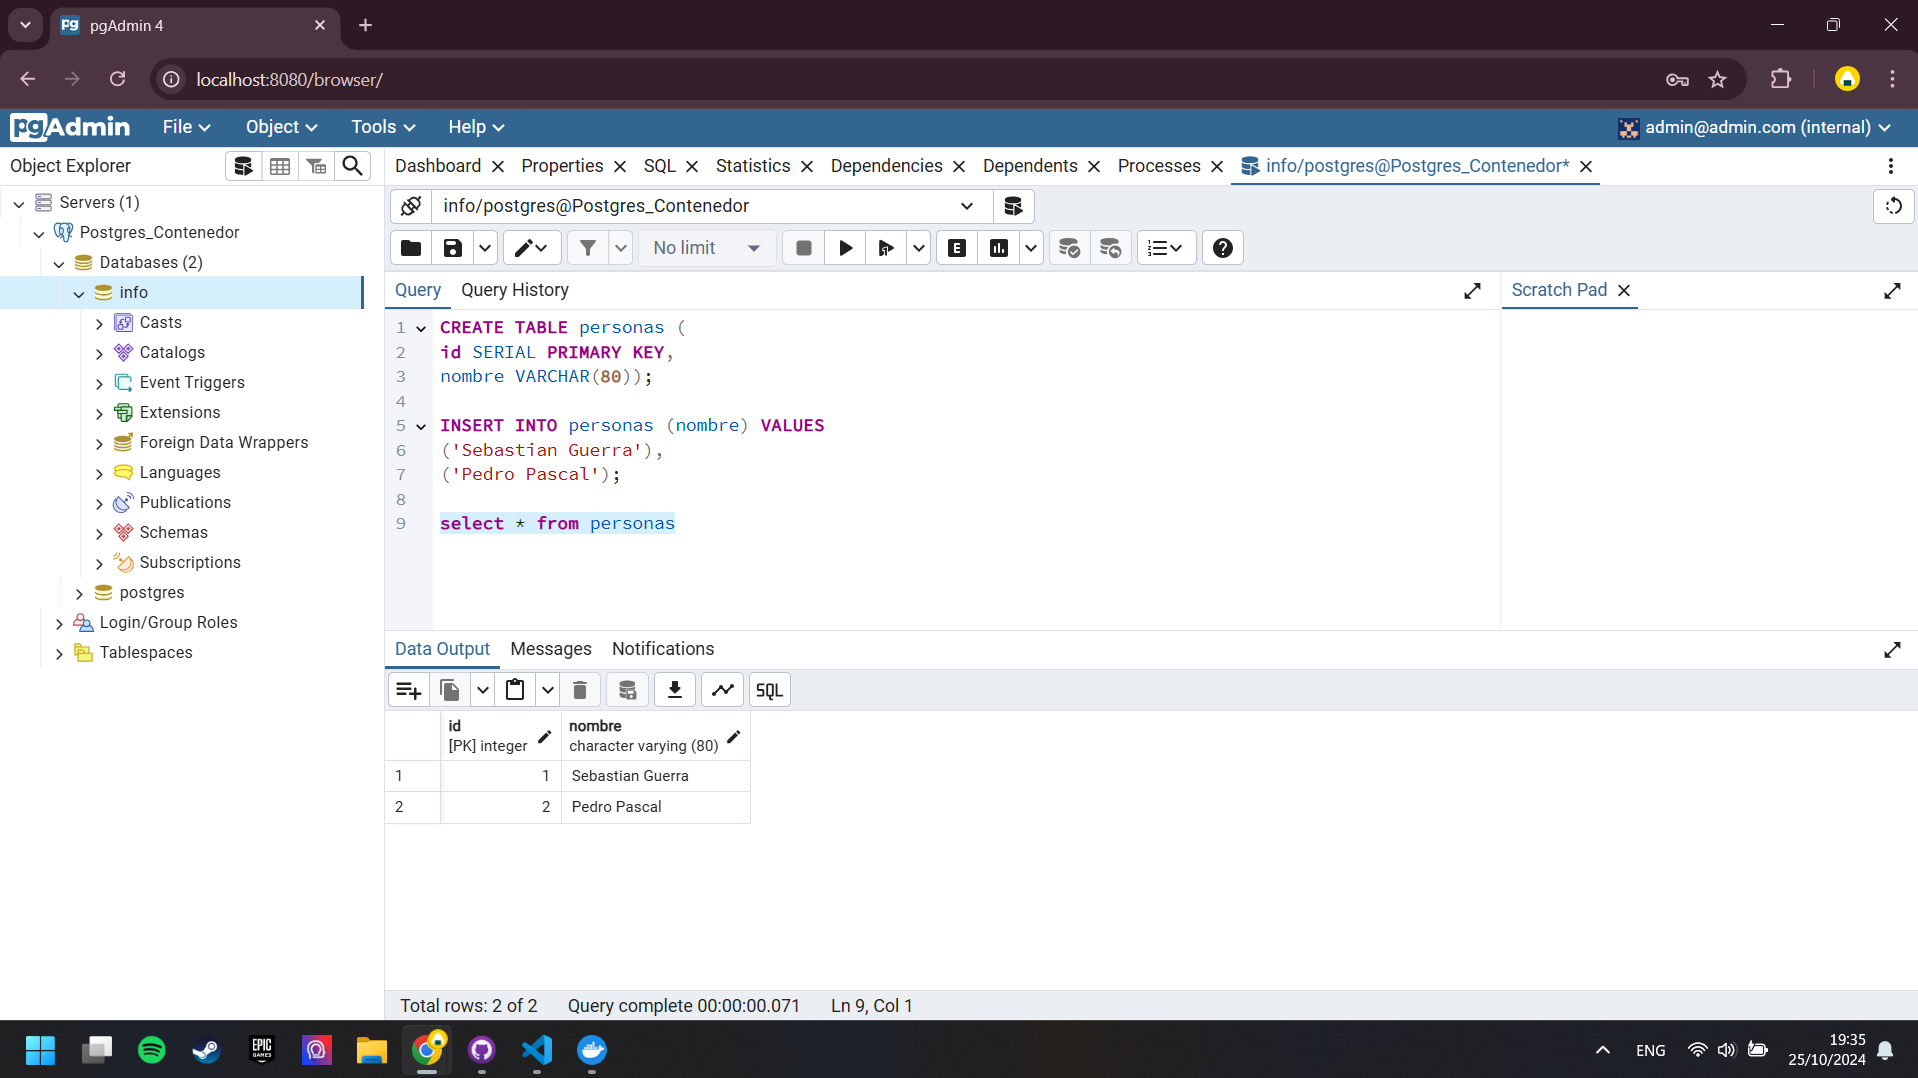 pgAdmin 4
localhost:8080/browser/
pgAdmin File Object Tools Help admin@admin.com (internal)
Object Explorer
Dashboard Properties SQL Statistics Dependencies Dependents Processes info/postgres@Postgres_Contenedor*
Servers (1)
Postgres_Contenedor
Databases (2)
info
Casts
Catalogs
Event Triggers
Extensions
Foreign Data Wrappers
Languages
Publications
Schemas
Subscriptions
postgres
Login/Group Roles
Tablespaces
info/postgres@Postgres_Contenedor
No limit
E
Query Query History
Scratch Pad
1 CREATE TABLE personas (
2 id SERIAL PRIMARY KEY,
3 nombre VARCHAR(80));
4
5 INSERT INTO personas (nombre) VALUES
6 ('Sebastian Guerra'),
7 ('Pedro Pascal');
8
9 select * from personas
Data Output Messages Notifications
SQL
id nombre
[PK] integer character varying (80)
1 1 Sebastian Guerra
2 2 Pedro Pascal
Total rows: 2 of 2 Query complete 00:00:00.071 Ln 9, Col 1
EPIC GAMES
ENG
19:35
25/10/2024